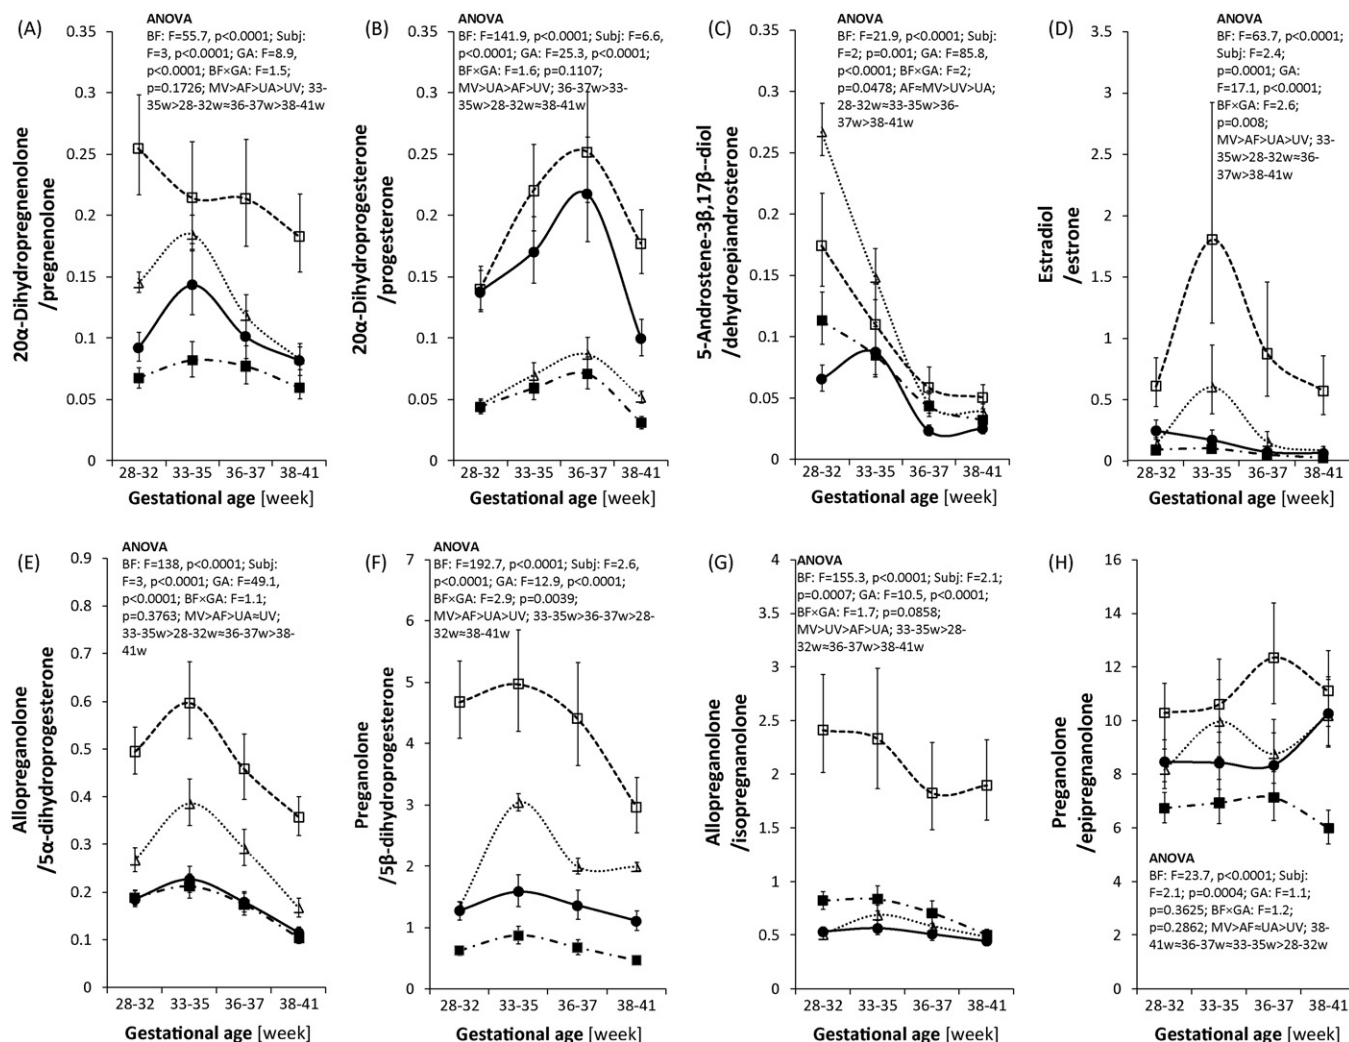 (A)
ANOVA
BF: F=55.7, p<0.0001; Subj:
F=3, p<0.0001; GA: F=8.9,
p<0.0001; BF×GA: F=1.5;
p=0.1726; MV>AF>UA>UV; 33-
35w>28-32w≈36-37w>38-41w
0.35
0.3
0.25
0.2
0.15
0.1
0.05
0
20α-Dihydropregnenolone
/pregnenolone
28-32 33-35 36-37 38-41
Gestational age [week]
(B)
ANOVA
BF: F=141.9, p<0.0001; Subj: F=6.6,
p<0.0001; GA: F=25.3, p<0.0001;
BF×GA: F=1.6; p=0.1107;
MV>UA>AF>UV; 36-37w>33-
35w>28-32w≈38-41w
0.35
0.3
0.25
0.2
0.15
0.1
0.05
0
20α-Dihydroprogesterone
/progesterone
28-32 33-35 36-37 38-41
Gestational age [week]
(C)
ANOVA
BF: F=21.9, p<0.0001; Subj:
F=2; p=0.001; GA: F=85.8,
p<0.0001; BF×GA: F=2;
p=0.0478; AF≈MV>UV>UA;
28-32w≈33-35w>36-
37w>38-41w
0.35
0.3
0.25
0.2
0.15
0.1
0.05
0
5-Androstene-3β,17β--diol
/dehydroepiandrosterone
28-32 33-35 36-37 38-41
Gestational age [week]
(D)
ANOVA
BF: F=63.7, p<0.0001;
Subj: F=2.4;
p=0.0001; GA:
F=17.1, p<0.0001;
BF×GA: F=2.6;
p=0.008;
MV>AF>UA>UV; 33-
35w>28-32w≈36-
37w>38-41w
3.5
3
2.5
2
1.5
1
0.5
0
Estradiol
/estrone
28-32 33-35 36-37 38-41
Gestational age [week]
(E)
ANOVA
BF: F=138, p<0.0001; Subj:
F=3, p<0.0001; GA: F=49.1,
p<0.0001; BF×GA: F=1.1;
p=0.3763; MV>AF>UA≈UV;
33-35w>28-32w≈36-37w>38-
41w
0.9
0.8
0.7
0.6
0.5
0.4
0.3
0.2
0.1
0
Allopreganolone
/5α-dihydroprogesterone
28-32 33-35 36-37 38-41
Gestational age [week]
(F)
ANOVA
BF: F=192.7, p<0.0001; Subj: F=2.6,
p<0.0001; GA: F=12.9, p<0.0001;
BF×GA: F=2.9; p=0.0039;
MV>AF>UA>UV; 33-35w>36-37w>28-
32w≈38-41w
7
6
5
4
3
2
1
0
Preganolone
/5β-dihydroprogesterone
28-32 33-35 36-37 38-41
Gestational age [week]
(G)
ANOVA
BF: F=155.3, p<0.0001; Subj: F=2.1;
p=0.0007; GA: F=10.5, p<0.0001;
BF×GA: F=1.7; p=0.0858;
MV>UV>AF>UA; 33-35w>28-
32w≈36-37w>38-41w
4
3.5
3
2.5
2
1.5
1
0.5
0
Allopreganolone
/isopregnanolone
28-32 33-35 36-37 38-41
Gestational age [week]
(H)
16
14
12
10
8
6
4
2
0
Preganolone
/epipregnanolone
ANOVA
BF: F=23.7, p<0.0001; Subj:
F=2.1; p=0.0004; GA: F=1.1;
p=0.3625; BF×GA: F=1.2;
p=0.2862; MV>AF≈UA>UV; 38-
41w≈36-37w≈33-35w>28-32w
28-32 33-35 36-37 38-41
Gestational age [week]